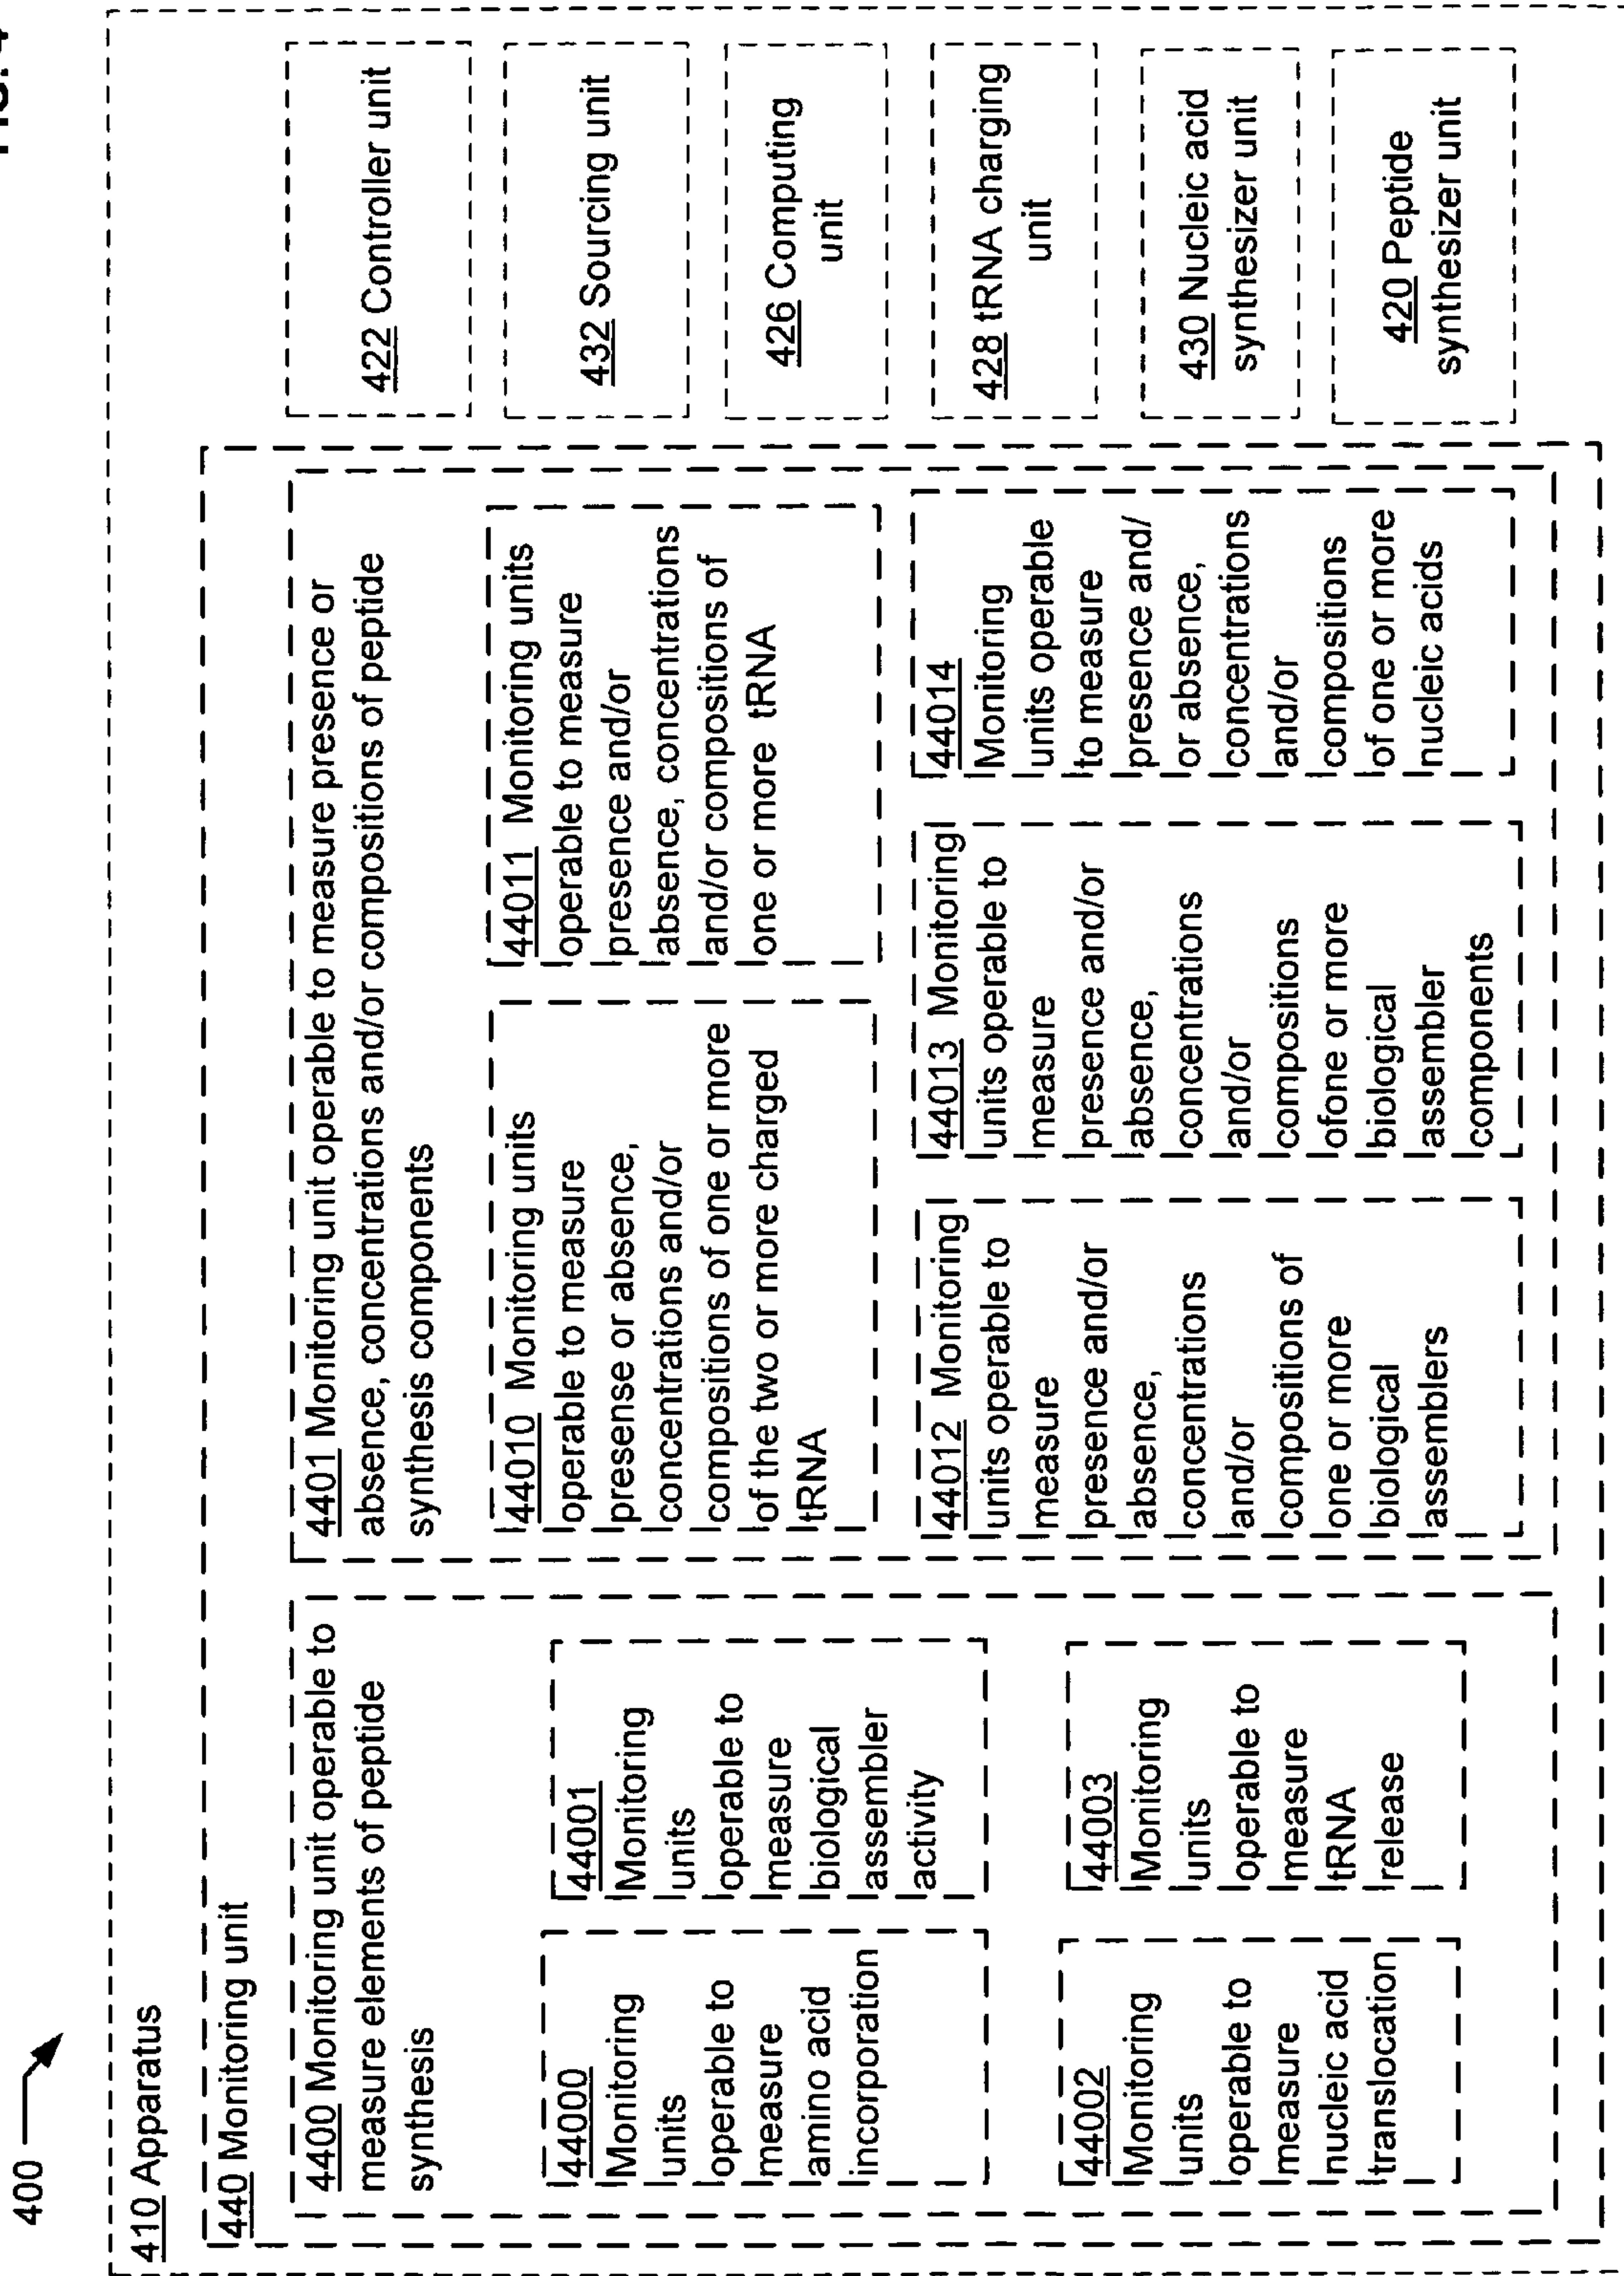 400
410 Apparatus
440 Monitoring unit
4400 Monitoring unit operable to
measure elements of peptide
synthesis
44000
Monitoring
units
operable to
measure
amino acid
incorporation
44001
Monitoring
units
operable to
measure
biological
assembler
activity
44002
Monitoring
units
operable to
measure
nucleic acid
translocation
44003
Monitoring
units
operable to
measure
tRNA
release
4401 Monitoring unit operable to measure presence or
absence, concentrations and/or compositions of peptide
synthesis components
44010 Monitoring units
operable to measure
presense or absence,
concentrations and/or
compositions of one or more
of the two or more charged
tRNA
44011 Monitoring units
operable to measure
presence and/or
absence, concentrations
and/or compositions of
one or more tRNA
44012 Monitoring
units operable to
measure
presence and/or
absence,
concentrations
and/or
compositions of
one or more
biological
assemblers
44013 Monitoring
units operable to
measure
presence and/or
absence,
concentrations
and/or
compositions
ofone or more
biological
assembler
components
44014
Monitoring
units operable
to measure
presence and/
or absence,
concentrations
and/or
compositions
of one or more
nucleic acids
422 Controller unit
432 Sourcing unit
426 Computing
unit
428 tRNA charging
unit
430 Nucleic acid
synthesizer unit
420 Peptide
synthesizer unit